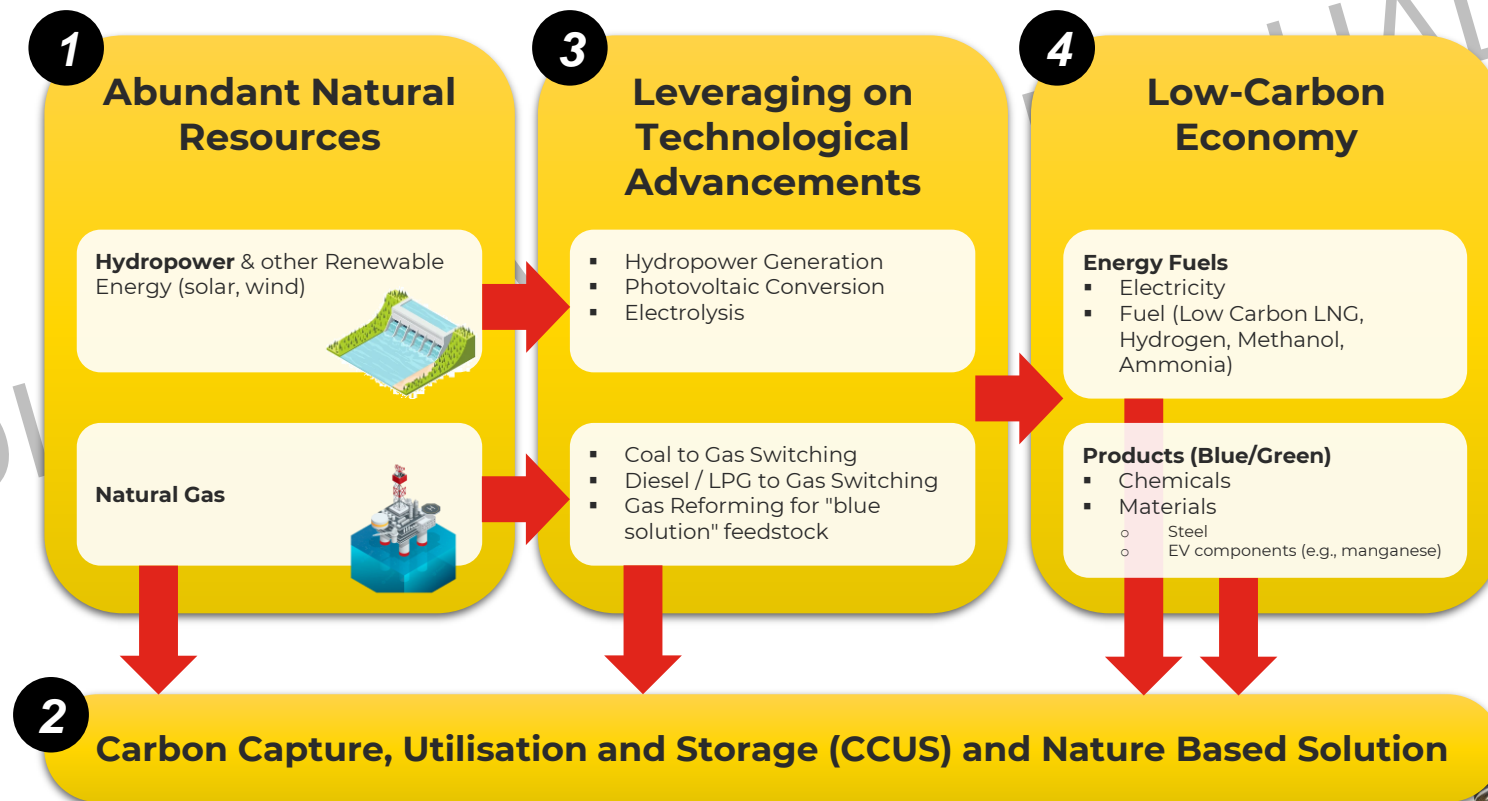 1
Abundant Natural
Resources
Hydropower & other Renewable
Energy (solar, wind)
Natural Gas
3
Leveraging on
Technological
Advancements
▪ Hydropower Generation
▪ Photovoltaic Conversion
▪ Electrolysis
▪ Coal to Gas Switching
▪ Diesel / LPG to Gas Switching
▪ Gas Reforming for "blue
solution" feedstock
4
Low-Carbon
Economy
Energy Fuels
▪ Electricity
▪ Fuel (Low Carbon LNG,
Hydrogen, Methanol,
Ammonia)
Products (Blue/Green)
▪ Chemicals
▪ Materials
o Steel
o EV components (e.g., manganese)
2
Carbon Capture, Utilisation and Storage (CCUS) and Nature Based Solution